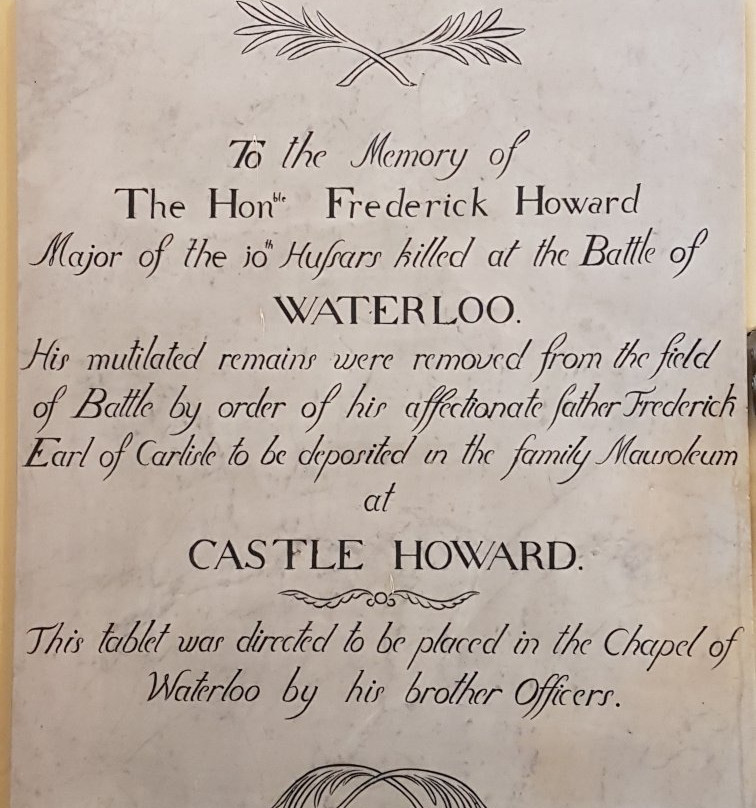 To the Memory of
The Honble Frederick Howard
Major of the 10th Huſsars killed at the Battle of
WATERLOO.
His mutilated remains were removed from the field
of Battle by order of his affectionate father Frederick
Earl of Carlisle to be deposited in the family Mausoleum
at
CASTLE HOWARD.
This tablet was directed to be placed in the Chapel of
Waterloo by his brother Officers.